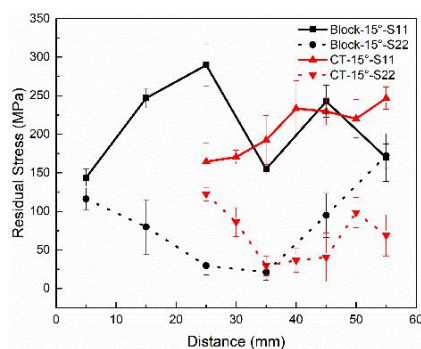 350
300
250
200
150
100
50
0
Residual Stress (MPa)
Block-15°-S11
Block-15°-S22
CT-15°-S11
CT-15°-S22
0 10 20 30 40 50 60
Distance (mm)